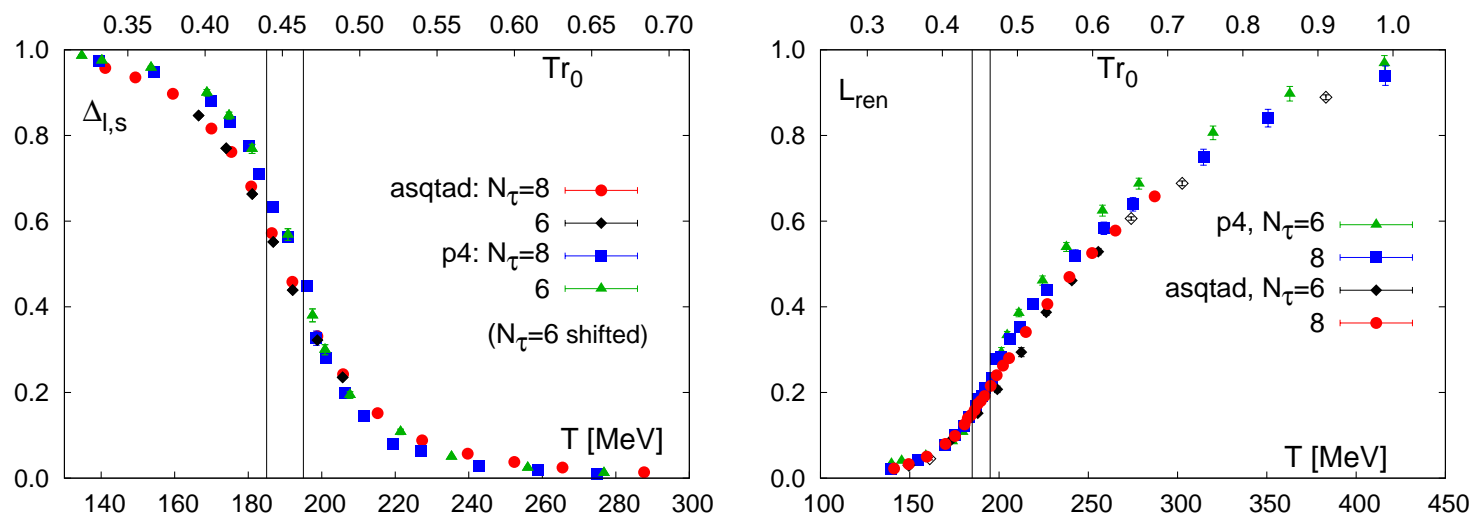 0.35 0.40 0.45 0.50 0.55 0.60 0.65 0.70
1.0
0.8
0.6
0.4
0.2
0.0
Tr0
Δl,s
asqtad: Nτ=8
6
p4: Nτ=8
6
(Nτ=6 shifted)
T [MeV]
140 160 180 200 220 240 260 280 300
0.4 0.5 0.6 0.7 0.8 0.9 1.0
1.0
0.8
0.6
0.4
0.2
0.0
Tr0
Lren
p4, Nτ=6
8
asqtad, Nτ=6
8
T [MeV]
100 150 200 250 300 350 400 450